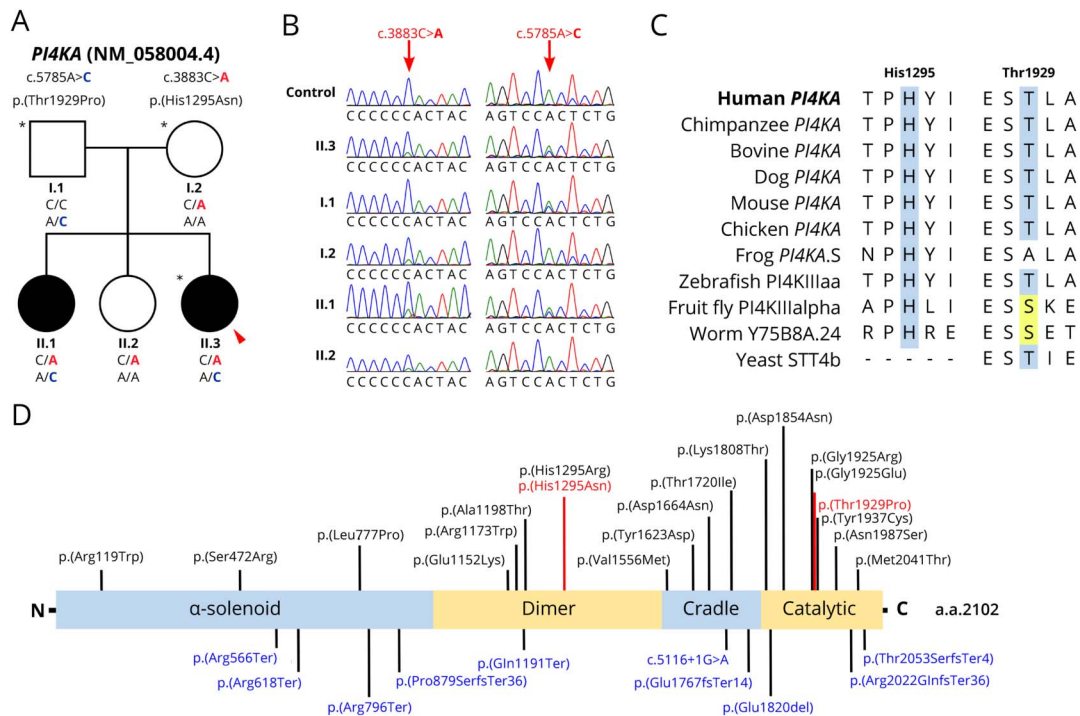 A
PI4KA (NM_058004.4)
c.5785A>C c.3883C>A
p.(Thr1929Pro) p.(His1295Asn)
* *
I.1 I.2
C/C C/A
A/C A/A
*
II.1 II.2 II.3
C/A C/A C/A
A/C A/A A/C
B
c.3883C>A c.5785A>C
Control
CCCCCCACTAC AGTCCACTCTG
II.3
CCCCCCACTAC AGTCCACTCTG
I.1
CCCCCCACTAC AGTCCACTCTG
I.2
CCCCCCACTAC AGTCCACTCTG
II.1
CCCCCCACTAC AGTCCACTCTG
II.2
CCCCCCACTAC AGTCCACTCTG
C
His1295 Thr1929
Human PI4KA T P H Y I E S T L A
Chimpanzee PI4KA T P H Y I E S T L A
Bovine PI4KA T P H Y I E S T L A
Dog PI4KA T P H Y I E S T L A
Mouse PI4KA T P H Y I E S T L A
Chicken PI4KA T P H Y I E S T L A
Frog PI4KA.S N P H Y I E S A L A
Zebrafish PI4KIIIaa T P H Y I E S T L A
Fruit fly PI4KIIIalpha A P H L I E S S K E
Worm Y75B8A.24 R P H R E E S S E T
Yeast STT4b - - - - - E S T I E
D
p.(Asp1854Asn)
p.(Lys1808Thr)
p.(Gly1925Arg)
p.(His1295Arg) p.(Gly1925Glu)
p.(His1295Asn) p.(Thr1720Ile)
p.(Thr1929Pro)
p.(Ala1198Thr) p.(Asp1664Asn) p.(Tyr1937Cys)
p.(Leu777Pro) p.(Arg1173Trp) p.(Tyr1623Asp) p.(Asn1987Ser)
p.(Arg119Trp) p.(Ser472Arg) p.(Glu1152Lys) p.(Val1556Met) p.(Met2041Thr)
N α-solenoid Dimer Cradle Catalytic C a.a.2102
p.(Arg566Ter) p.(Gln1191Ter) c.5116+1G>A p.(Thr2053SerfsTer4)
p.(Arg618Ter) p.(Pro879SerfsTer36) p.(Glu1767fsTer14) p.(Arg2022GlnfsTer36)
p.(Arg796Ter) p.(Glu1820del)